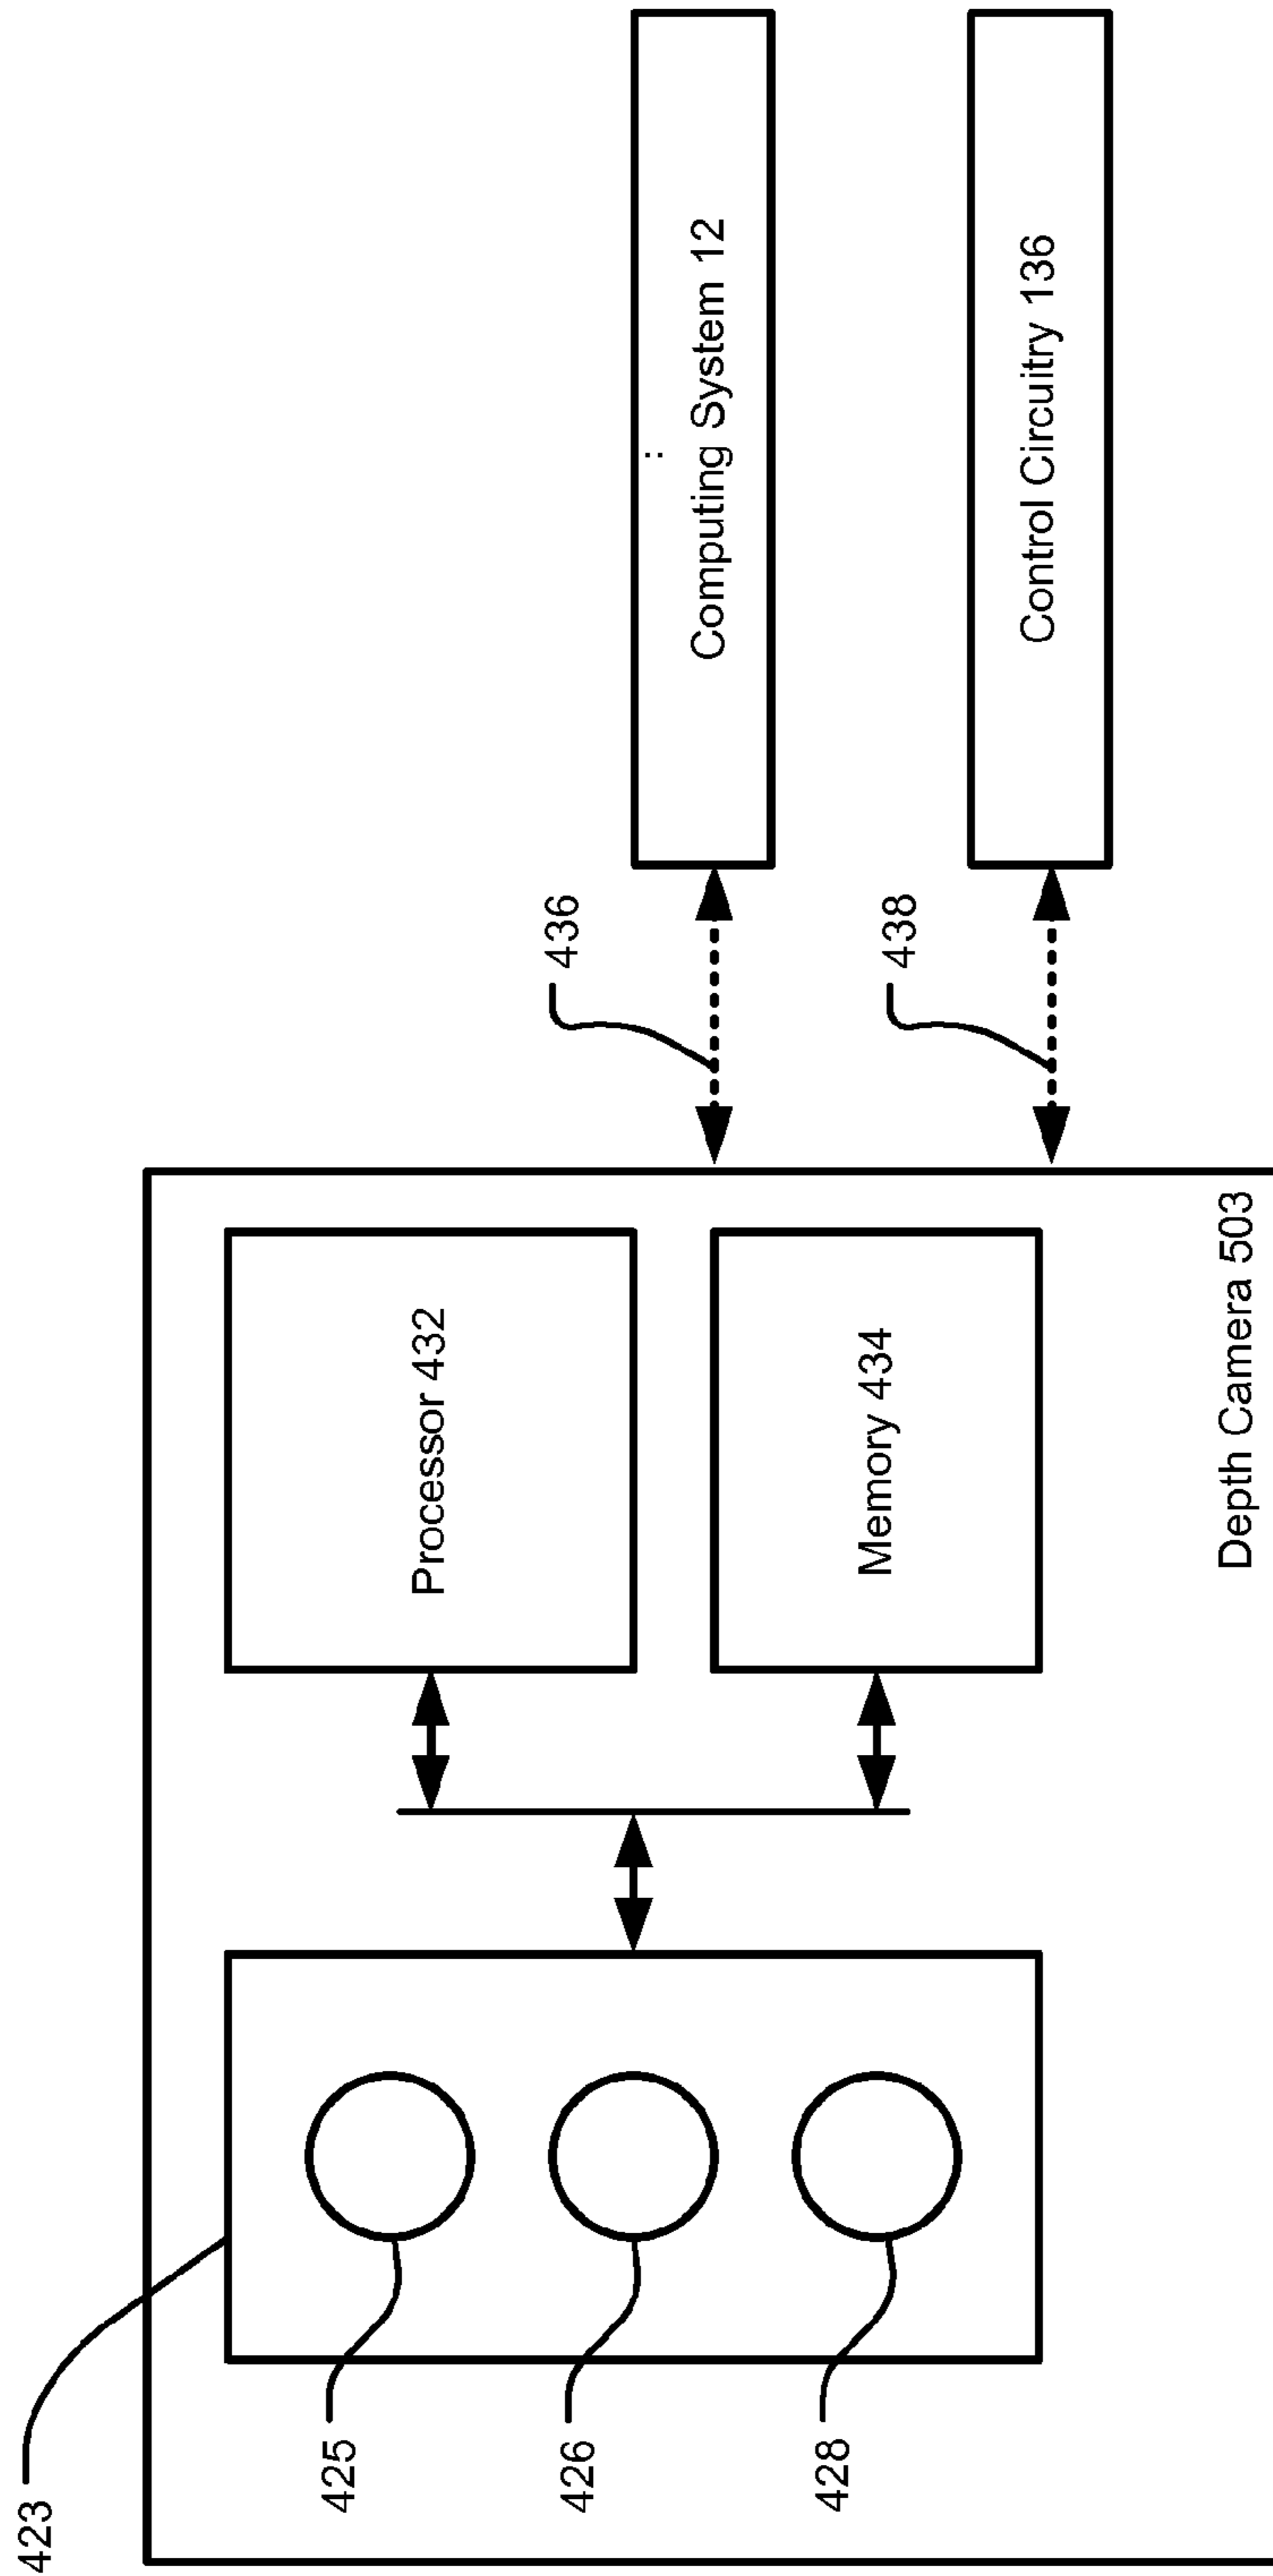 423
425
426
428
Processor 432
Memory 434
Depth Camera 503
436
438
Computing System 12
:
Control Circuitry 136